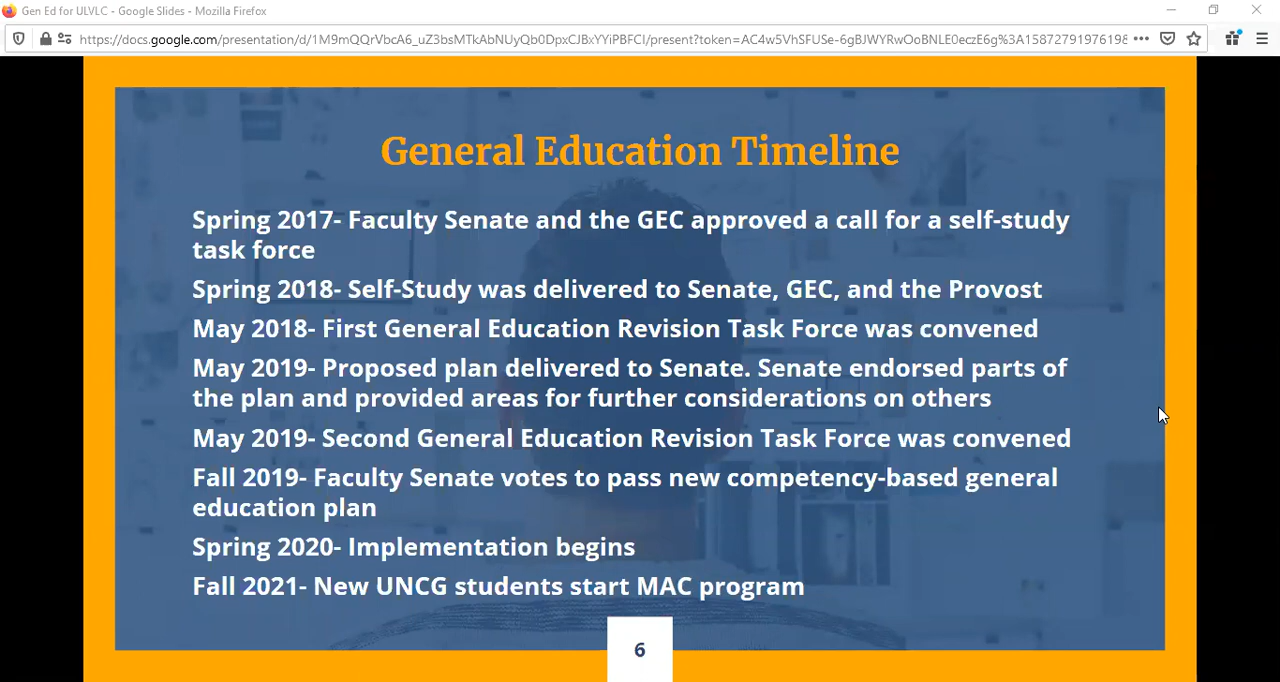 Gen Ed for ULVLC - Google Slides - Mozilla Firefox
https://docs.google.com/presentation/d/1M9mQQrVbcA6_uZ3bsMTkAbNUyQb0DpxCJBxYYiPBFCI/present?token=AC4w5VhSFUSe-6gBJWYRwOoBNLE0eczE6g%3A15872791976198
General Education Timeline
Spring 2017- Faculty Senate and the GEC approved a call for a self-study
task force
Spring 2018- Self-Study was delivered to Senate, GEC, and the Provost
May 2018- First General Education Revision Task Force was convened
May 2019- Proposed plan delivered to Senate. Senate endorsed parts of
the plan and provided areas for further considerations on others
May 2019- Second General Education Revision Task Force was convened
Fall 2019- Faculty Senate votes to pass new competency-based general
education plan
Spring 2020- Implementation begins
Fall 2021- New UNCG students start MAC program
6